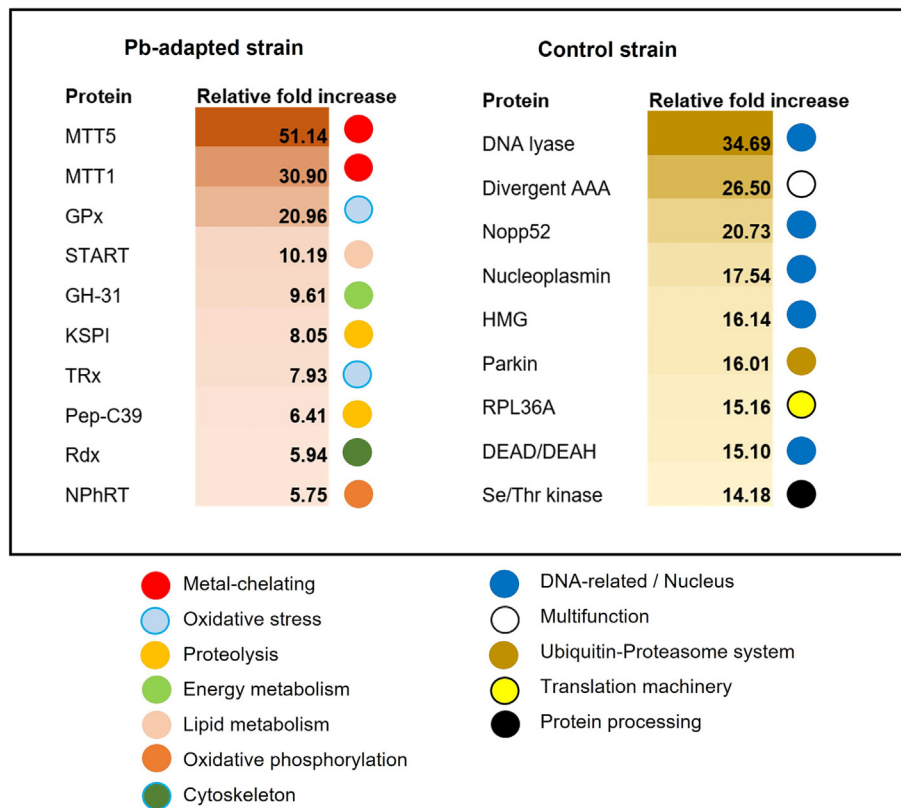 Pb-adapted strain
Protein Relative fold increase
MTT5 51.14
MTT1 30.90
GPx 20.96
START 10.19
GH-31 9.61
KSPI 8.05
TRx 7.93
Pep-C39 6.41
Rdx 5.94
NPhRT 5.75
Control strain
Protein Relative fold increase
DNA lyase 34.69
Divergent AAA 26.50
Nopp52 20.73
Nucleoplasmin 17.54
HMG 16.14
Parkin 16.01
RPL36A 15.16
DEAD/DEAH 15.10
Se/Thr kinase 14.18
Metal-chelating
Oxidative stress
Proteolysis
Energy metabolism
Lipid metabolism
Oxidative phosphorylation
Cytoskeleton
DNA-related / Nucleus
Multifunction
Ubiquitin-Proteasome system
Translation machinery
Protein processing